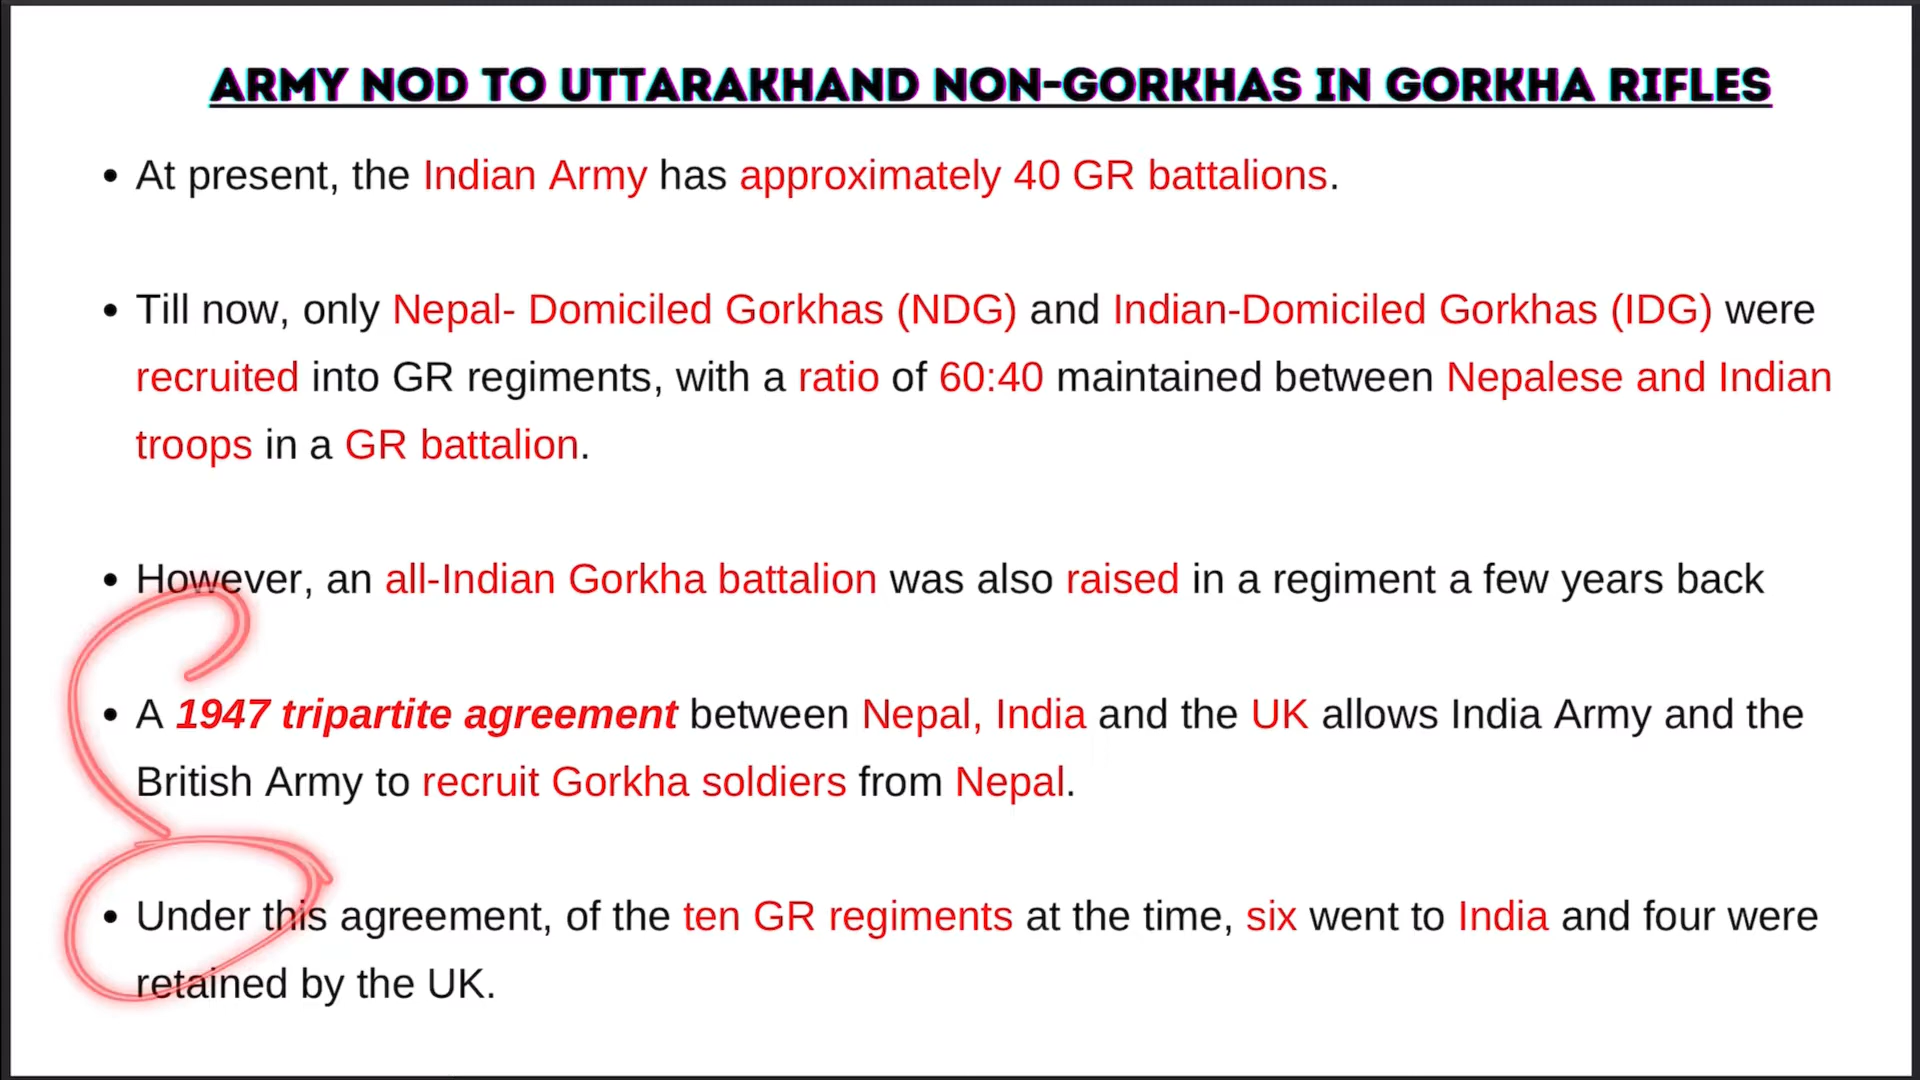 ARMY NOD TO UTTARAKHAND NON-GORKHAS IN GORKHA RIFLES
• At present, the Indian Army has approximately 40 GR battalions.
• Till now, only Nepal- Domiciled Gorkhas (NDG) and Indian-Domiciled Gorkhas (IDG) were
recruited into GR regiments, with a ratio of 60:40 maintained between Nepalese and Indian
troops in a GR battalion.
• However, an all-Indian Gorkha battalion was also raised in a regiment a few years back
• A 1947 tripartite agreement between Nepal, India and the UK allows India Army and the
British Army to recruit Gorkha soldiers from Nepal.
• Under this agreement, of the ten GR regiments at the time, six went to India and four were
retained by the UK.